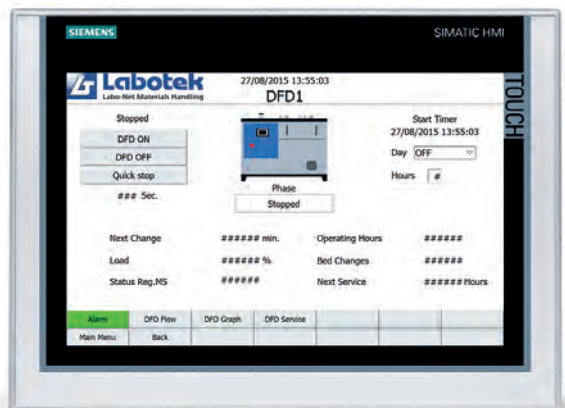 SIEMENS
SIMATIC HMI
TOUCH
Labotek
Labo-Net Materials Handling
27/08/2015 13:55:03
DFD1
Stopped
DFD ON
DFD OFF
Quick stop
### Sec.
Phase
Stopped
Start Timer
27/08/2015 13:55:03
Day OFF
Hours #
Next Change ###### min. Operating Hours ######
Load ###### % Bed Changes ######
Status Reg.MS ###### Next Service ###### Hours
Alarm DFD Flow DFD Graph DFD Service
Main Menu Back